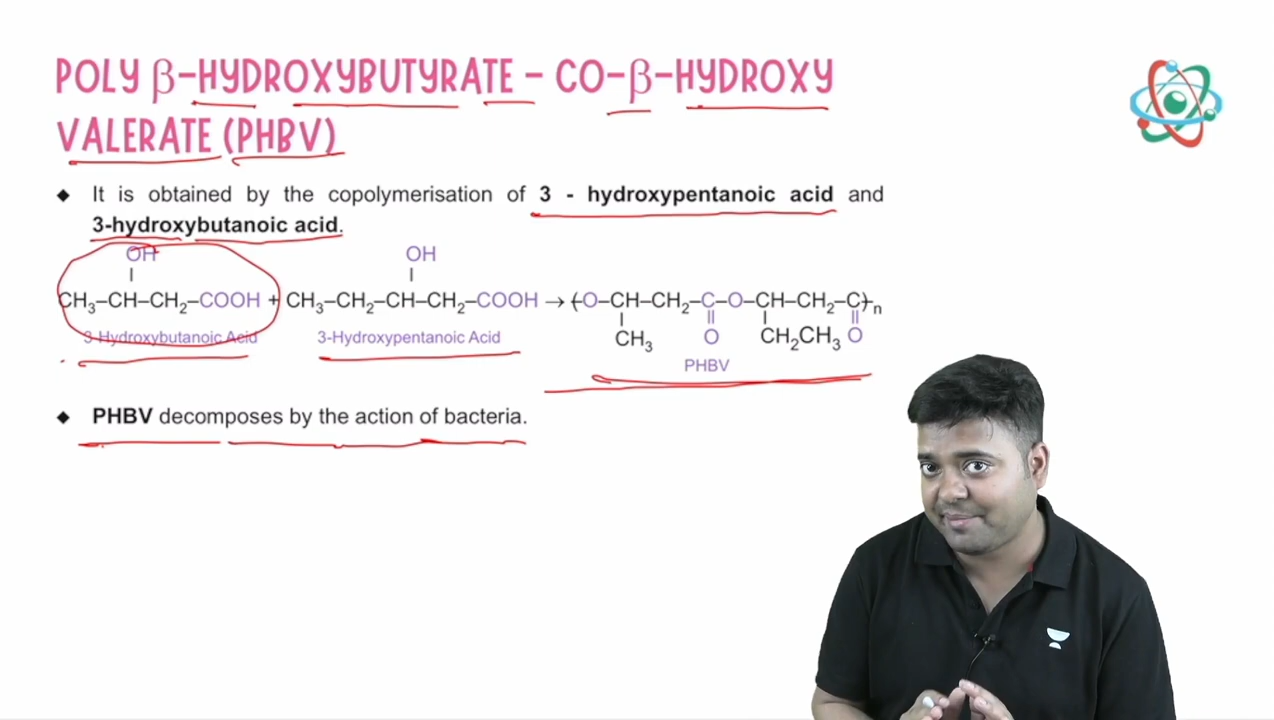 POLY β-HYDROXYBUTYRATE - CO-β-HYDROXY
VALERATE (PHBV)
◆ It is obtained by the copolymerisation of 3 - hydroxypentanoic acid and
3-hydroxybutanoic acid.
OH OH
CH₃–CH–CH₂–COOH + CH₃–CH₂–CH–CH₂–COOH → (O–CH–CH₂–C–O–CH–CH₂–C)n
CH₃ O CH₂CH₃ O
3-Hydroxybutanoic Acid 3-Hydroxypentanoic Acid
PHBV
◆ PHBV decomposes by the action of bacteria.